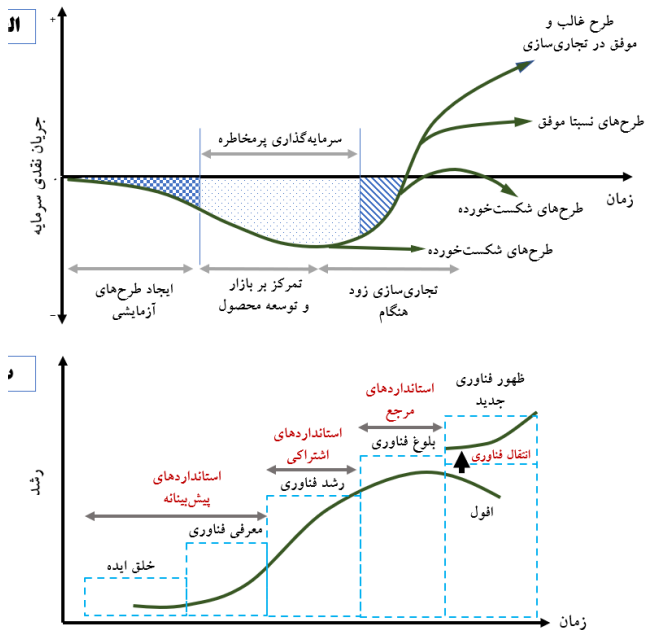 +
طرح غالب و
موفق در تجاری‌سازی
طرح‌های نسبتا موفق
سرمایه‌گذاری پرمخاطره
جریان نقدی سرمایه
زمان
طرح‌های شکست‌خورده
طرح‌های شکست‌خورده
ایجاد طرح‌های
آزمایشی
تمرکز بر بازار
و توسعه محصول
تجاری‌سازی زود
هنگام
–
ظهور فناوری
جدید
استانداردهای
مرجع
بلوغ فناوری
انتقال فناوری
استانداردهای
اشتراکی
رشد فناوری
استانداردهای
پیش‌بینانه
معرفی فناوری
خلق ایده
افول
رشد
زمان